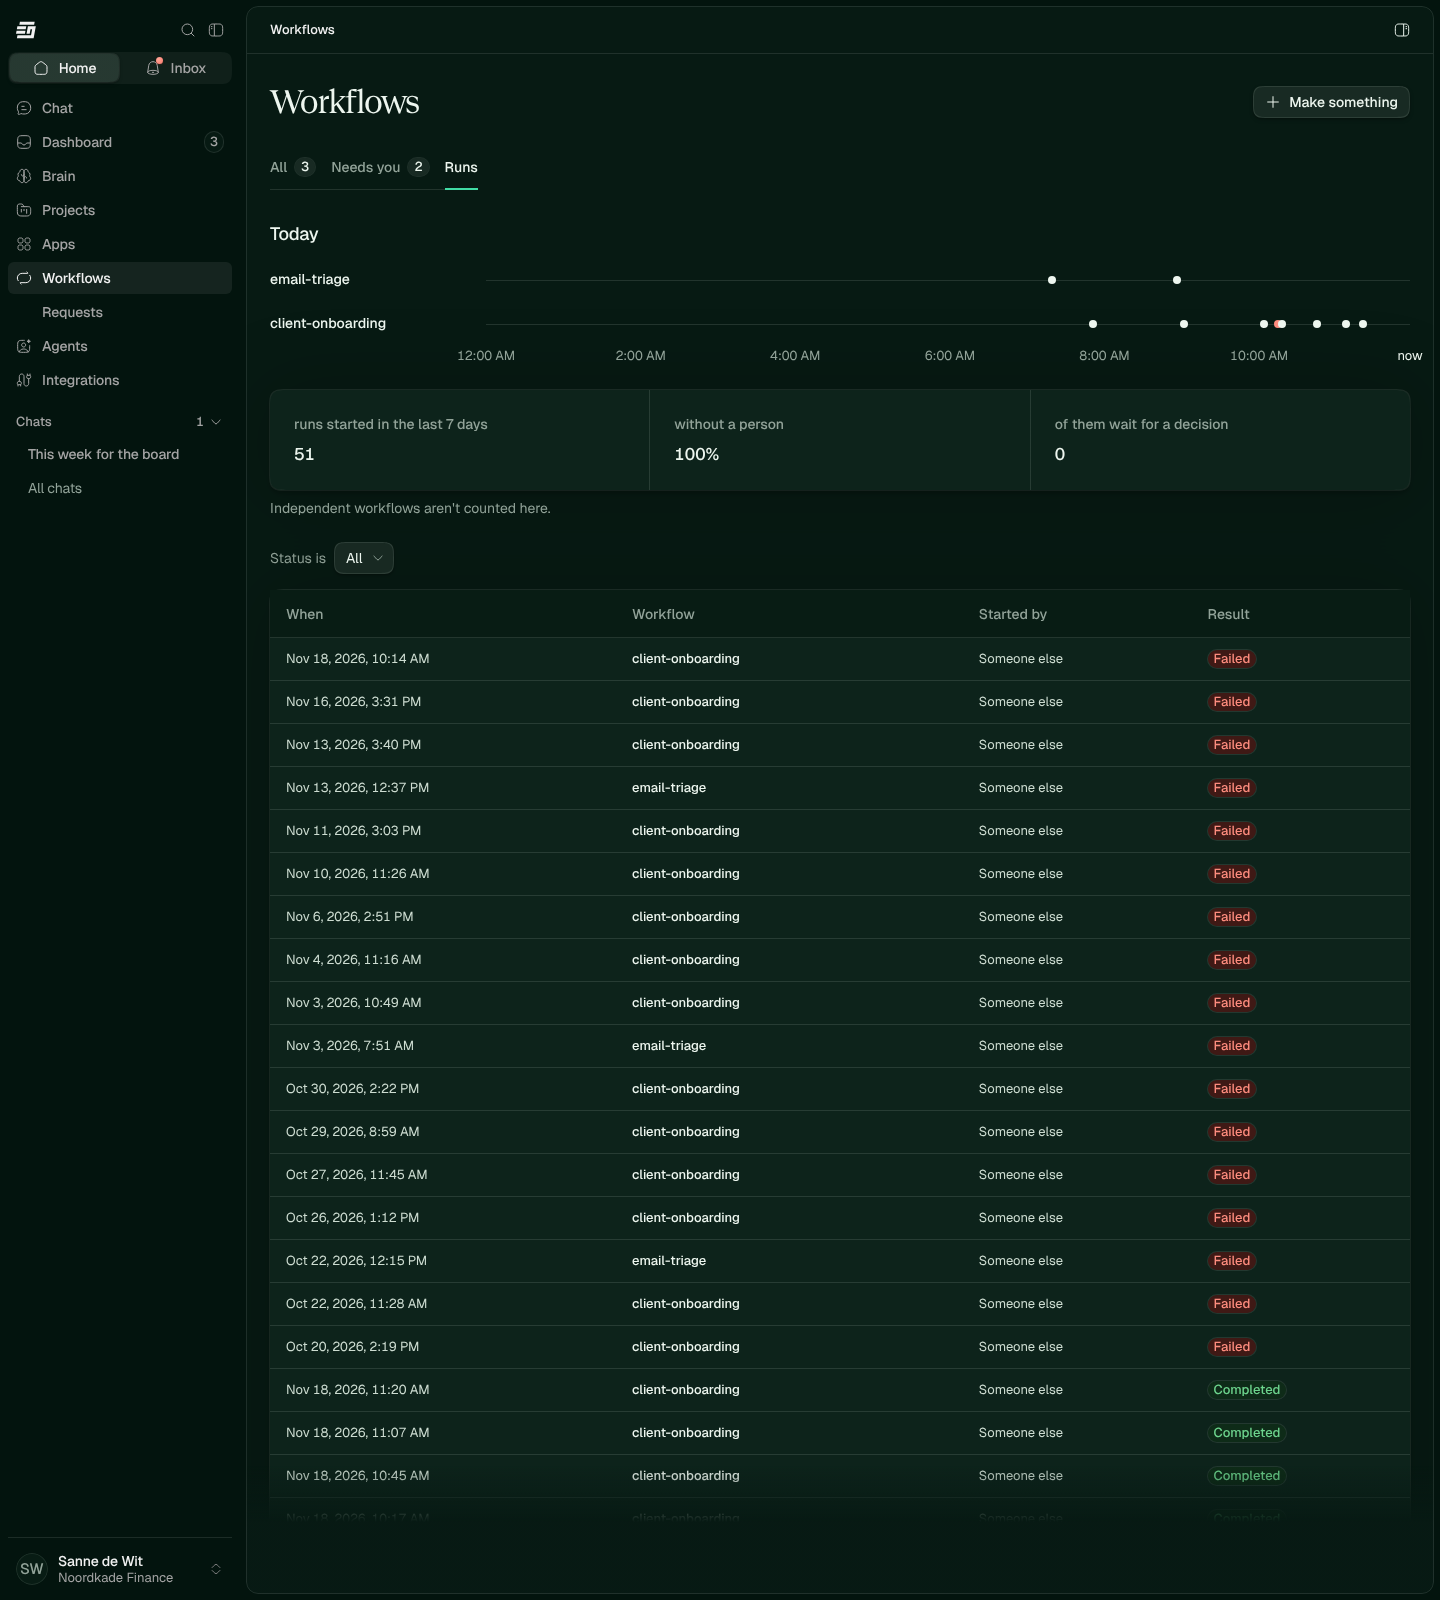 Workflows
Home
Inbox
Chat
Dashboard 3
Brain
Projects
Apps
Workflows
Requests
Agents
Integrations
Chats 1
This week for the board
All chats
SW
Sanne de Wit
Noordkade Finance
Workflows
Make something
All 3 Needs you 2 Runs
Today
email-triage
client-onboarding
12:00 AM 2:00 AM 4:00 AM 6:00 AM 8:00 AM 10:00 AM now
runs started in the last 7 days
51
without a person
100%
of them wait for a decision
0
Independent workflows aren't counted here.
Status is All
When Workflow Started by Result
Nov 18, 2026, 10:14 AM client-onboarding Someone else Failed
Nov 16, 2026, 3:31 PM client-onboarding Someone else Failed
Nov 13, 2026, 3:40 PM client-onboarding Someone else Failed
Nov 13, 2026, 12:37 PM email-triage Someone else Failed
Nov 11, 2026, 3:03 PM client-onboarding Someone else Failed
Nov 10, 2026, 11:26 AM client-onboarding Someone else Failed
Nov 6, 2026, 2:51 PM client-onboarding Someone else Failed
Nov 4, 2026, 11:16 AM client-onboarding Someone else Failed
Nov 3, 2026, 10:49 AM client-onboarding Someone else Failed
Nov 3, 2026, 7:51 AM email-triage Someone else Failed
Oct 30, 2026, 2:22 PM client-onboarding Someone else Failed
Oct 29, 2026, 8:59 AM client-onboarding Someone else Failed
Oct 27, 2026, 11:45 AM client-onboarding Someone else Failed
Oct 26, 2026, 1:12 PM client-onboarding Someone else Failed
Oct 22, 2026, 12:15 PM email-triage Someone else Failed
Oct 22, 2026, 11:28 AM client-onboarding Someone else Failed
Oct 20, 2026, 2:19 PM client-onboarding Someone else Failed
Nov 18, 2026, 11:20 AM client-onboarding Someone else Completed
Nov 18, 2026, 11:07 AM client-onboarding Someone else Completed
Nov 18, 2026, 10:45 AM client-onboarding Someone else Completed
Nov 18, 2026, 10:17 AM client-onboarding Someone else Completed